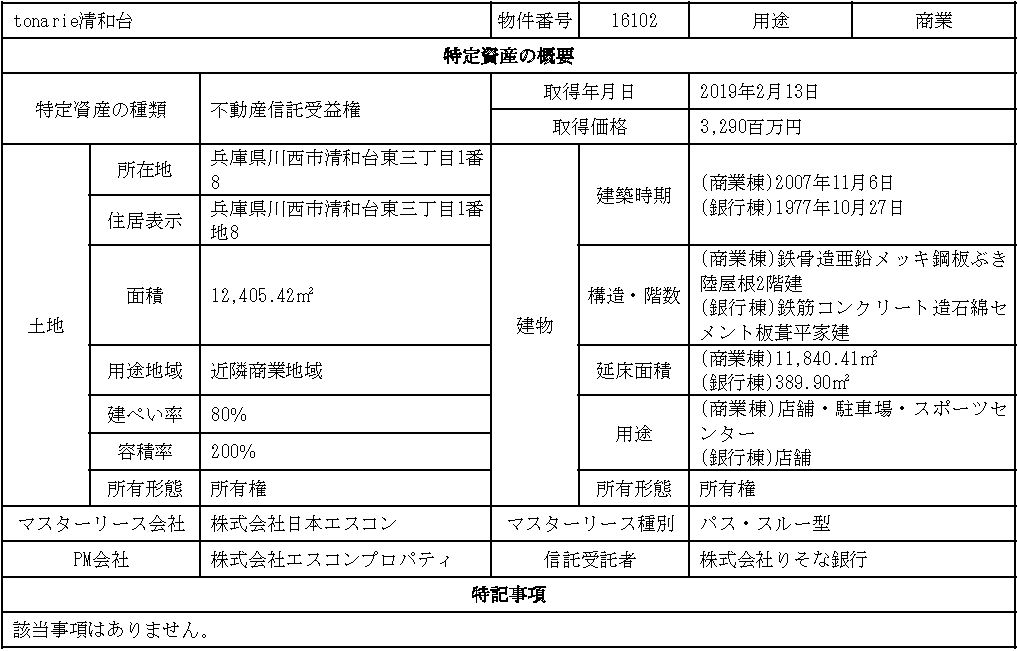 tonarie清和台 物件番号 16102 用途 商業
特定資産の概要
特定資産の種類 不動産信託受益権 取得年月日 2019年2月13日
取得価格 3,290百万円
土地 所在地 兵庫県川西市清和台東三丁目1番
8
住居表示 兵庫県川西市清和台東三丁目1番
地8
面積 12,405.42㎡
用途地域 近隣商業地域
建ぺい率 80%
容積率 200%
所有形態 所有権
建物 建築時期 (商業棟)2007年11月6日
(銀行棟)1977年10月27日
構造・階数 (商業棟)鉄骨造亜鉛メッキ鋼板ぶき
陸屋根2階建
(銀行棟)鉄筋コンクリート造石綿セ
メント板葺平家建
延床面積 (商業棟)11,840.41㎡
(銀行棟)389.90㎡
用途 (商業棟)店舗・駐車場・スポーツセ
ンター
(銀行棟)店舗
所有形態 所有権
マスターリース会社 株式会社日本エスコン マスターリース種別 パス・スルー型
PM会社 株式会社エスコンプロパティ 信託受託者 株式会社りそな銀行
特記事項
該当事項はありません。